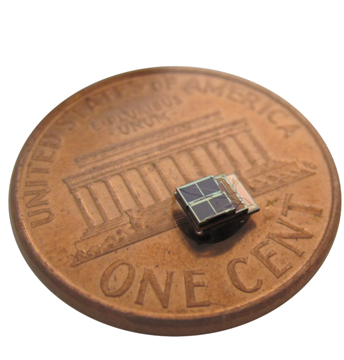 UNITED STATES OF AMERICA
E PLURIBUS
UNUM
ONE CENT